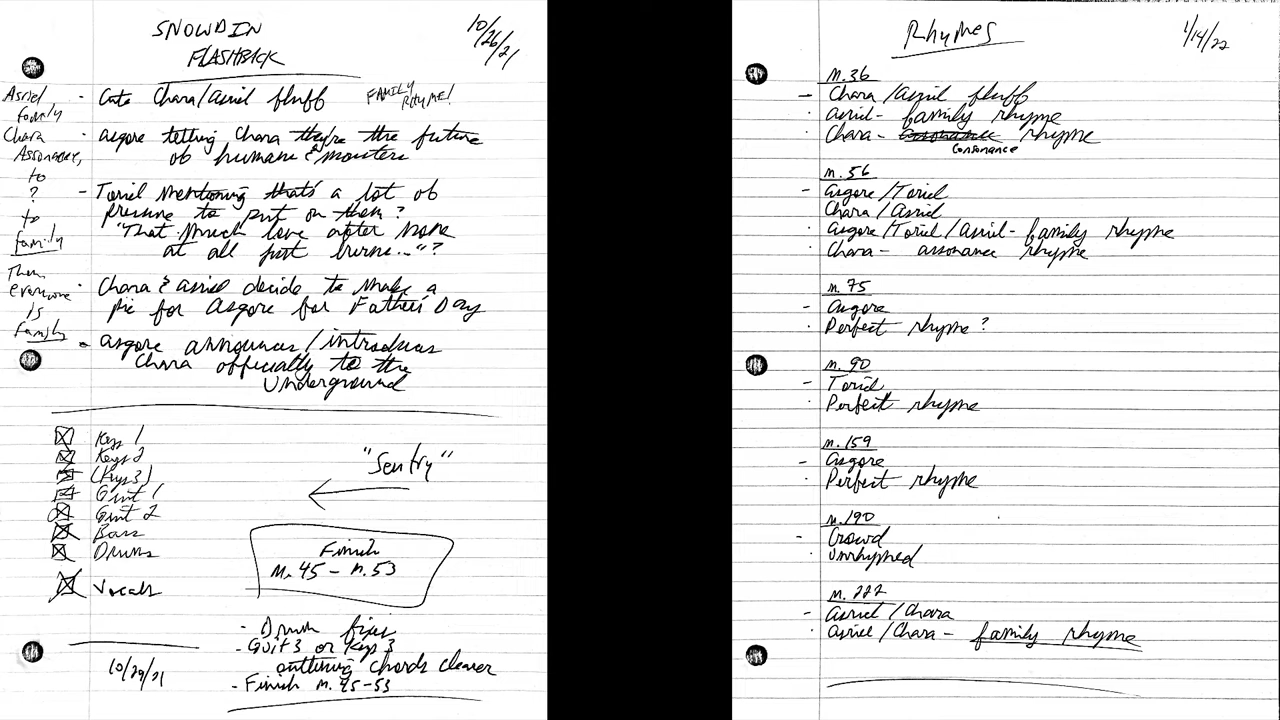 SNOWDIN
FLASHBACK
10/26/21
- Cute Chara/Asriel fluff
FAMILY
RHYME!
- Asgore telling Chara they're the future
of humans & monsters
- Toriel mentioning that's a lot of
pressure to put on them?
"That much love after none
at all just burns..."?
- Chara & Asriel decide to make a
pie for Asgore for Father's Day
- Asgore announces/introduces
Chara officially to the
Underground
Asriel
family
Chara
Assonance,
to
?
to
family
Then
everyone
is
family
Keys 1
Keys 2
(Keys 3)
Guit 1
Guit 2
Bass
Drums
Vocals
"Sentry"
Finish
M. 45 - M. 53
- Drum fixes
- Guit 3 or Keys 3
outlining chords clearer
- Finish M. 45-53
10/29/21
Rhymes
1/14/22
M. 36
- Chara/Asriel fluff
· Asriel - family rhyme
· Chara - Consonance rhyme
Consonance
M. 56
- Asgore/Toriel
Chara/Asriel
· Asgore/Toriel/Asriel - family rhyme
· Chara - assonance rhyme
M. 75
- Asgore
· Perfect rhyme?
M. 90
- Toriel
· Perfect rhyme
M. 159
- Asgore
· Perfect rhyme
M. 190
- Crowd
· Unrhymed
M. 222
- Asriel/Chara
· Asriel/Chara - family rhyme